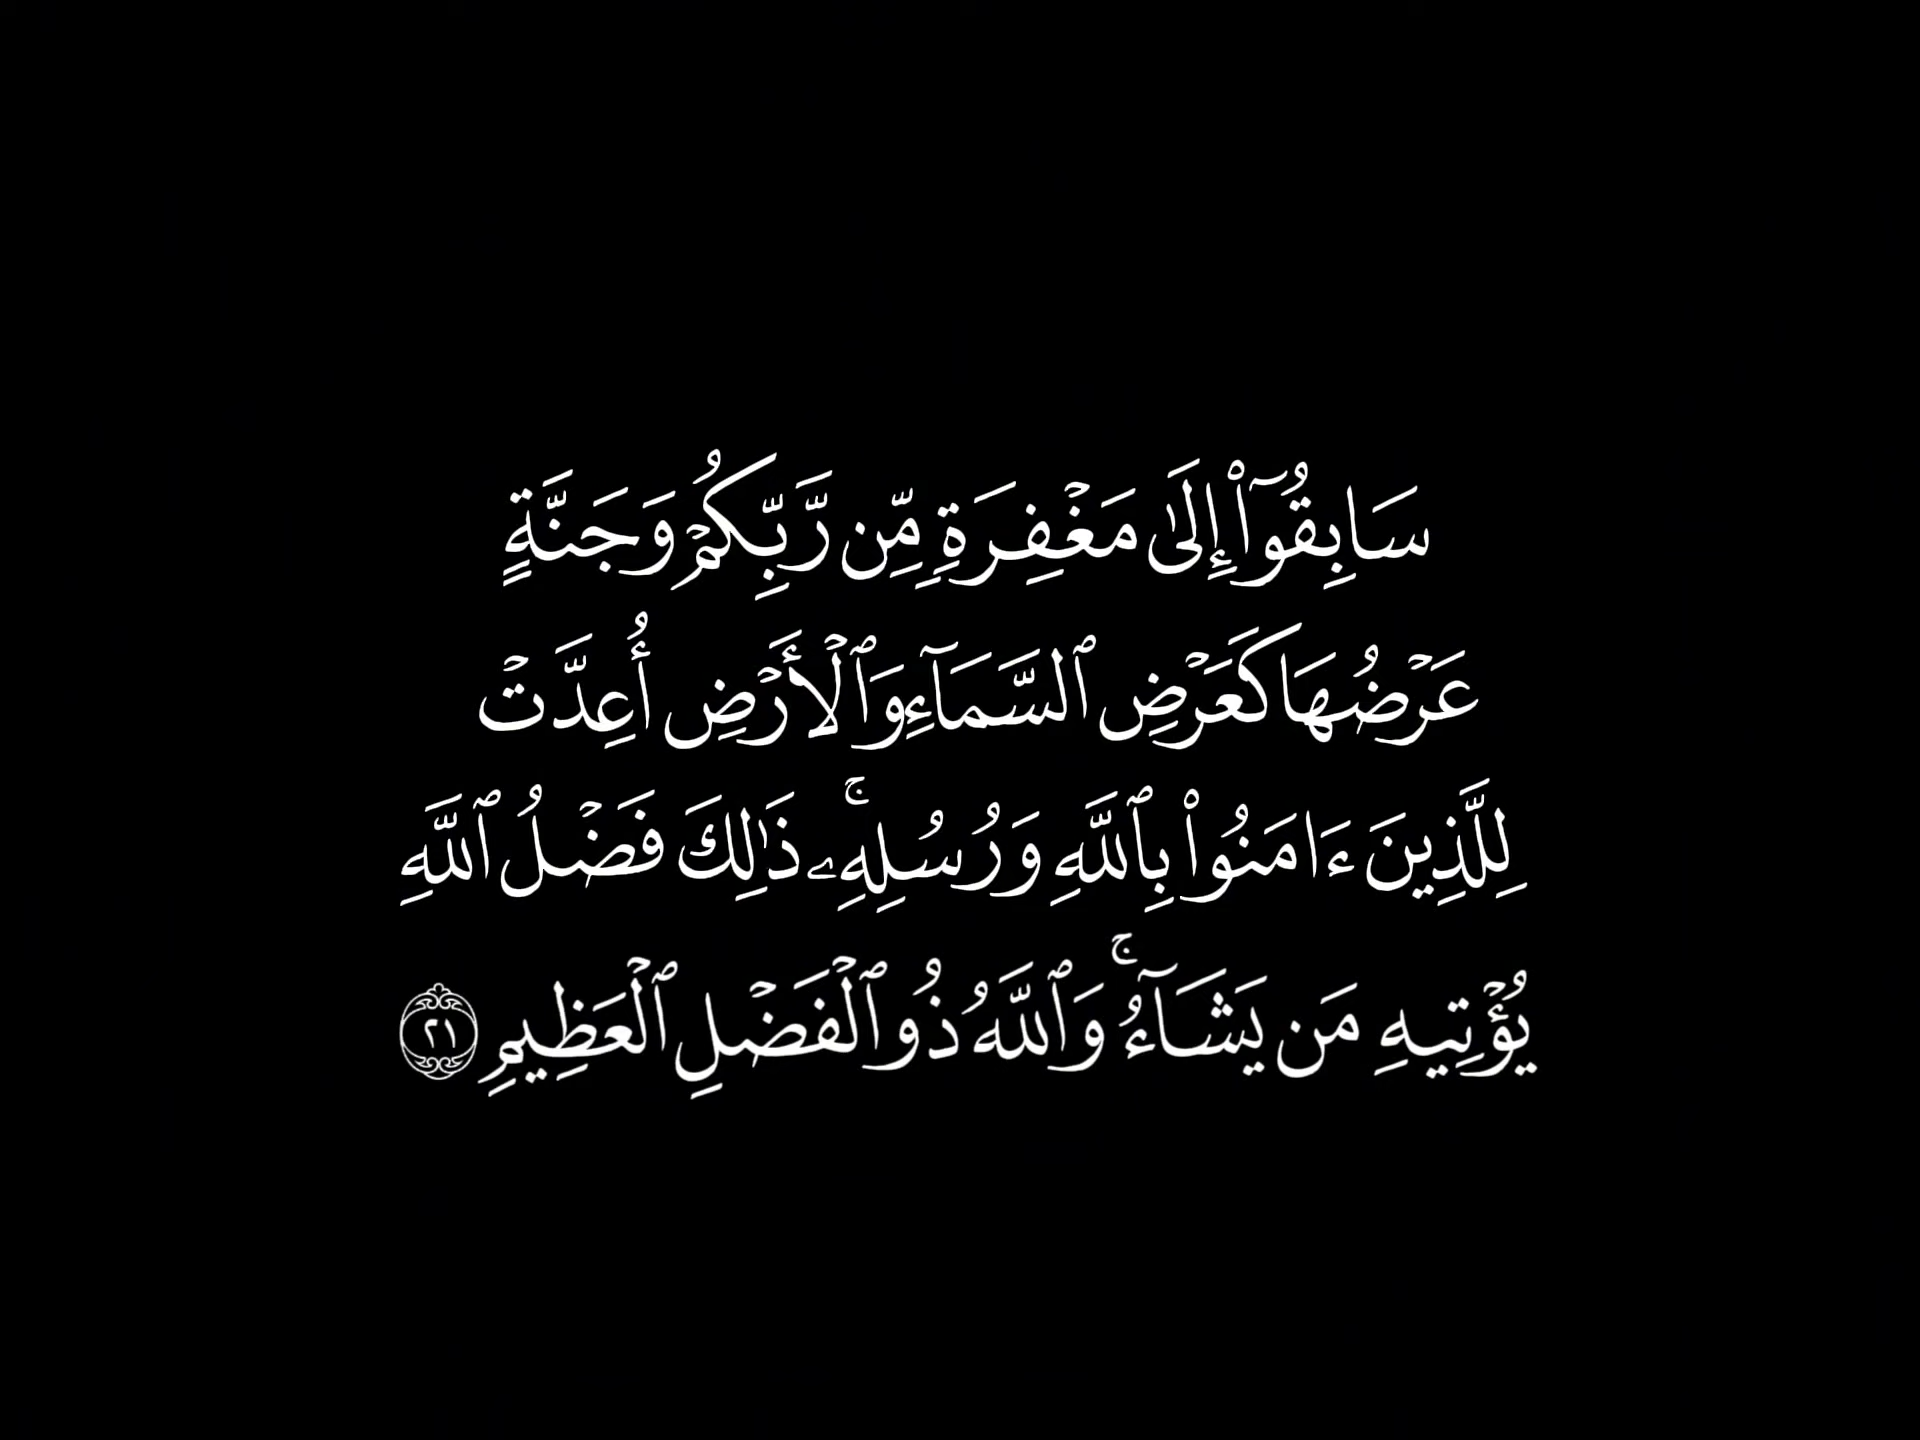 سَابِقُوٓا۟ إِلَىٰ مَغْفِرَةٍ مِّن رَّبِّكُمْ وَجَنَّةٍ
عَرْضُهَا كَعَرْضِ ٱلسَّمَآءِ وَٱلْأَرْضِ أُعِدَّتْ
لِلَّذِينَ ءَامَنُوا۟ بِٱللَّهِ وَرُسُلِهِۦ ۚ ذَٰلِكَ فَضْلُ ٱللَّهِ
يُؤْتِيهِ مَن يَشَآءُ ۚ وَٱللَّهُ ذُو ٱلْفَضْلِ ٱلْعَظِيمِ ٢١